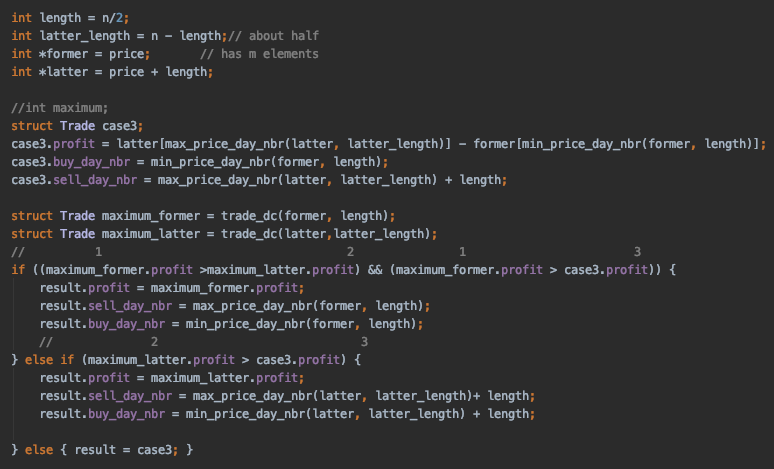 int length = n/2;
int latter_length = n - length;// about half
int *former = price;       // has m elements
int *latter = price + length;

//int maximum;
struct Trade case3;
case3.profit = latter[max_price_day_nbr(latter, latter_length)] - former[min_price_day_nbr(former, length)];
case3.buy_day_nbr = min_price_day_nbr(former, length);
case3.sell_day_nbr = max_price_day_nbr(latter, latter_length) + length;

struct Trade maximum_former = trade_dc(former, length);
struct Trade maximum_latter = trade_dc(latter,latter_length);
//          1                                   2               1                        3
if ((maximum_former.profit >maximum_latter.profit) && (maximum_former.profit > case3.profit)) {
    result.profit = maximum_former.profit;
    result.sell_day_nbr = max_price_day_nbr(former, length);
    result.buy_day_nbr = min_price_day_nbr(former, length);
    //              2                             3
} else if (maximum_latter.profit > case3.profit) {
    result.profit = maximum_latter.profit;
    result.sell_day_nbr = max_price_day_nbr(latter, latter_length)+ length;
    result.buy_day_nbr = min_price_day_nbr(latter, latter_length) + length;

} else { result = case3; }